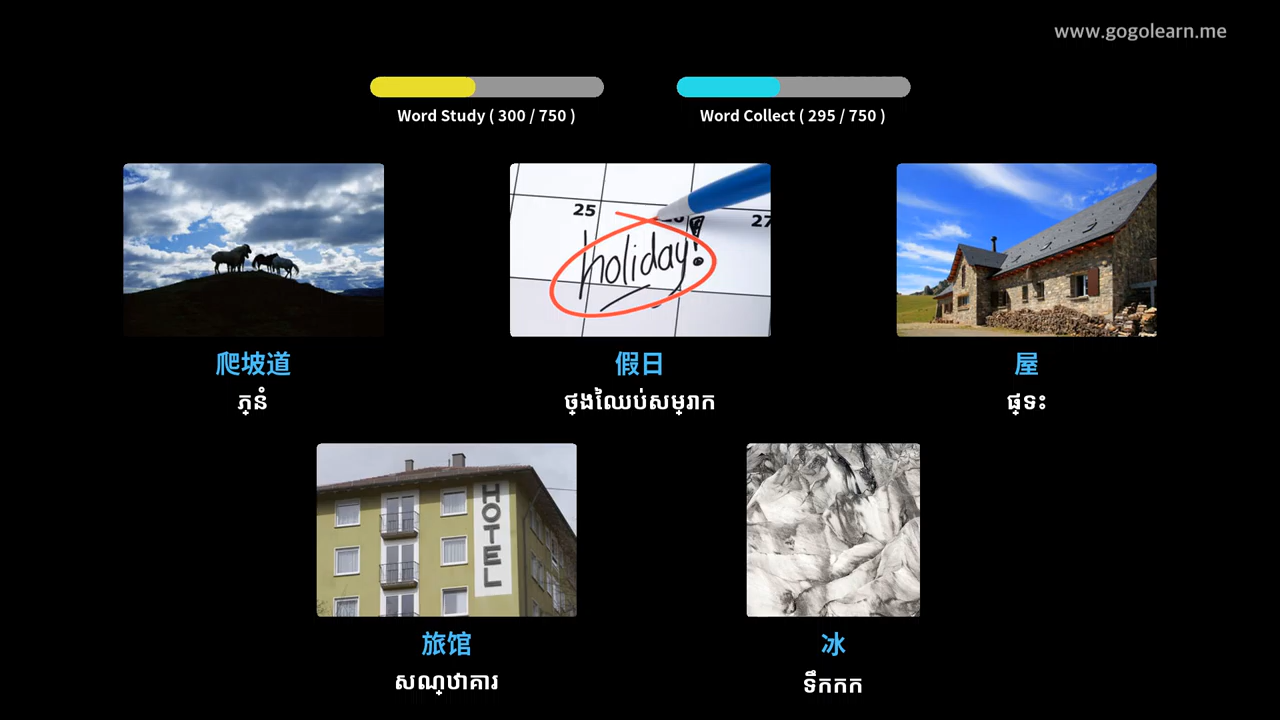 www.gogolearn.me
Word Study ( 300 / 750 )
Word Collect ( 295 / 750 )
25
27
holiday!
爬坡道
ភ្នំ
假日
ថ្ងៃឈប់សម្រាក
屋
ផ្ទះ
HOTEL
旅馆
សណ្ឋាគារ
冰
ទឹកកក